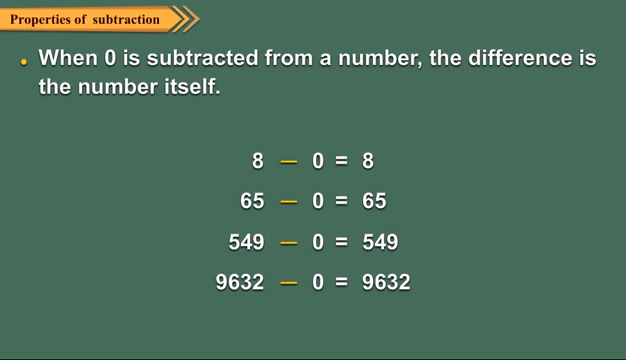 Properties of subtraction
• When 0 is subtracted from a number, the difference is
the number itself.
8 — 0 = 8
65 — 0 = 65
549 — 0 = 549
9632 — 0 = 9632